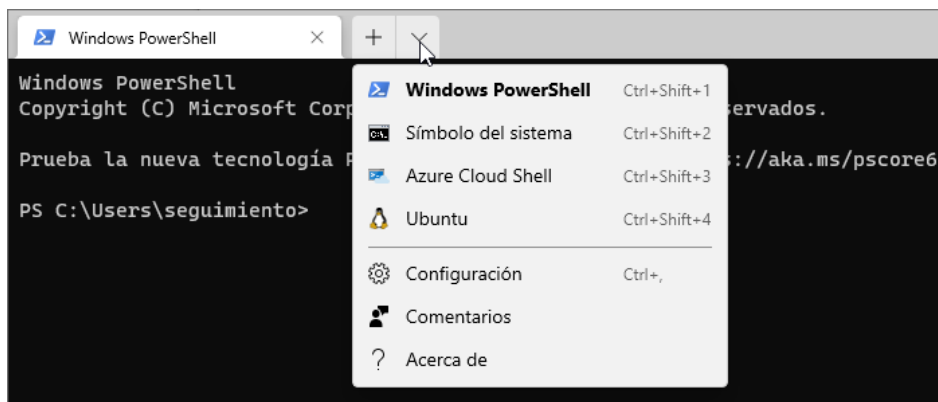 Windows PowerShell
Windows PowerShell
Copyright (C) Microsoft Corp
ervados.
Prueba la nueva tecnología P
://aka.ms/pscore6
PS C:\Users\seguimiento>
Windows PowerShell Ctrl+Shift+1
Símbolo del sistema Ctrl+Shift+2
Azure Cloud Shell Ctrl+Shift+3
Ubuntu Ctrl+Shift+4
Configuración Ctrl+,
Comentarios
Acerca de